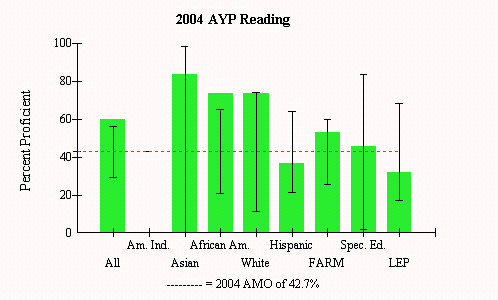 2004 AYP Reading
Percent Proficient
100
80
60
40
20
0
Am. Ind. African Am. Hispanic Spec. Ed.
All Asian White FARM LEP
--------- = 2004 AMO of 42.7%